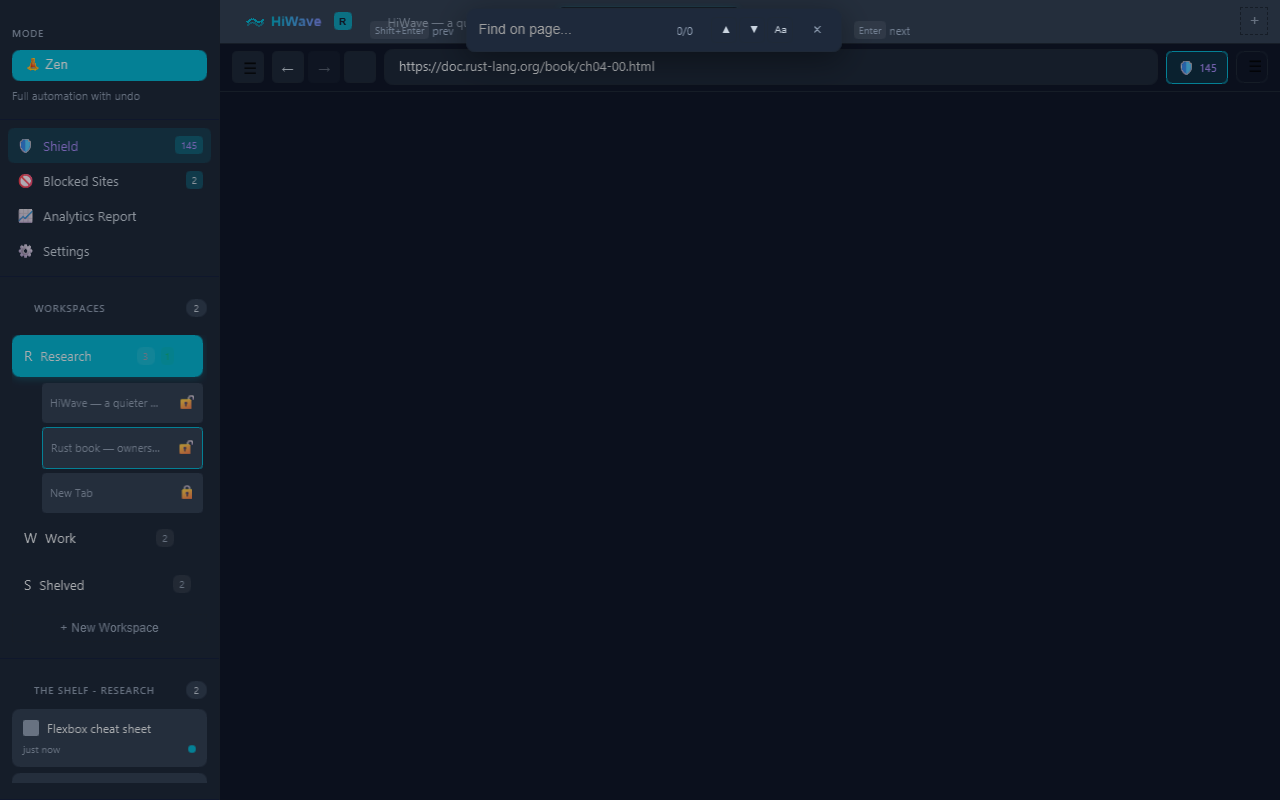 MODE
Zen
Full automation with undo
Shield 145
Blocked Sites 2
Analytics Report
Settings
WORKSPACES 2
R Research 3
HiWave — a quieter ...
Rust book — owners...
New Tab
W Work 2
S Shelved 2
+ New Workspace
THE SHELF - RESEARCH 2
Flexbox cheat sheet
just now
HiWave R
HiWave — a qu
Shift+Enter prev
Find on page... 0/0 ▲ ▼ Aa ✕
Enter next
+
☰ ← → https://doc.rust-lang.org/book/ch04-00.html 145 ☰